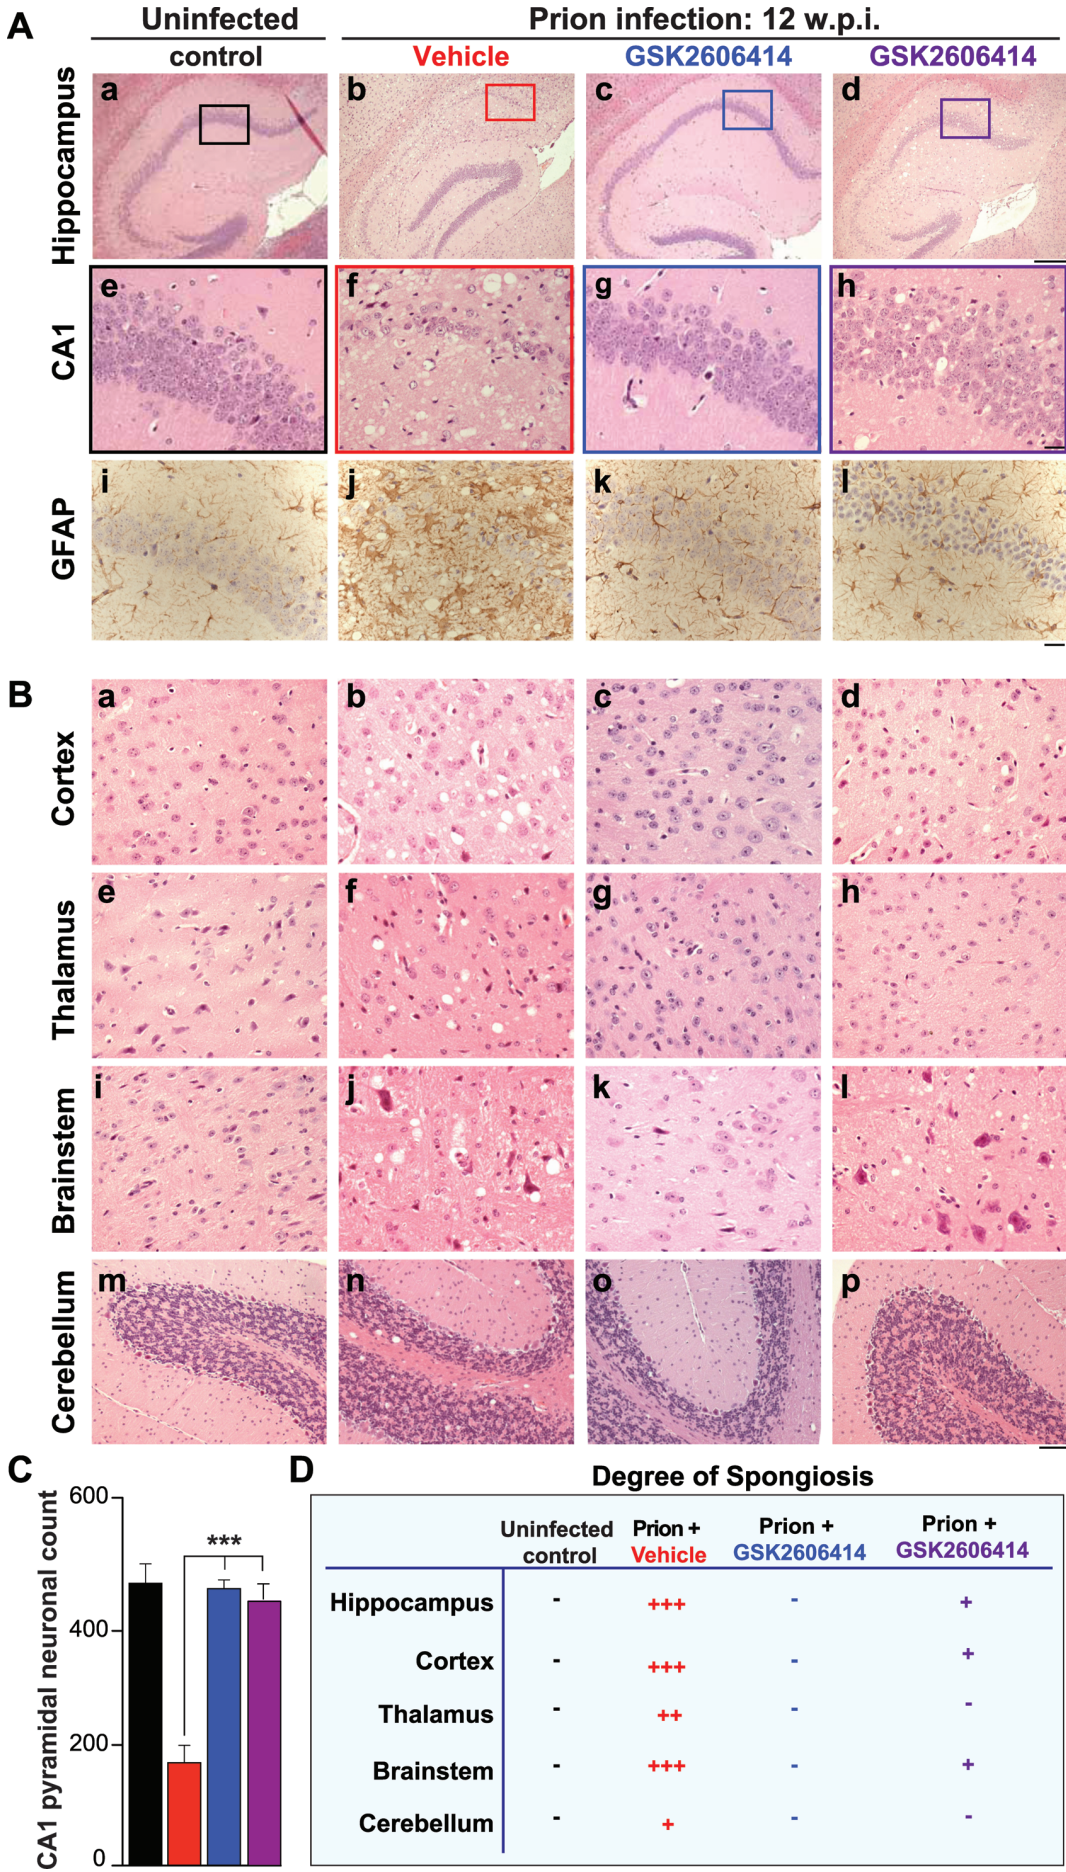 A
Uninfected
control
Prion infection: 12 w.p.i.
Vehicle
GSK2606414
GSK2606414
Hippocampus
a
b
c
d
CA1
e
f
g
h
GFAP
i
j
k
l
B
Cortex
a
b
c
d
Thalamus
e
f
g
h
Brainstem
i
j
k
l
Cerebellum
m
n
o
p
C
CA1 pyramidal neuronal count
600
400
200
0
***
D
Degree of Spongiosis
Uninfected
control
Prion +
Vehicle
Prion +
GSK2606414
Prion +
GSK2606414
Hippocampus - +++ - +
Cortex - +++ - +
Thalamus - ++ - -
Brainstem - +++ - +
Cerebellum - + - -